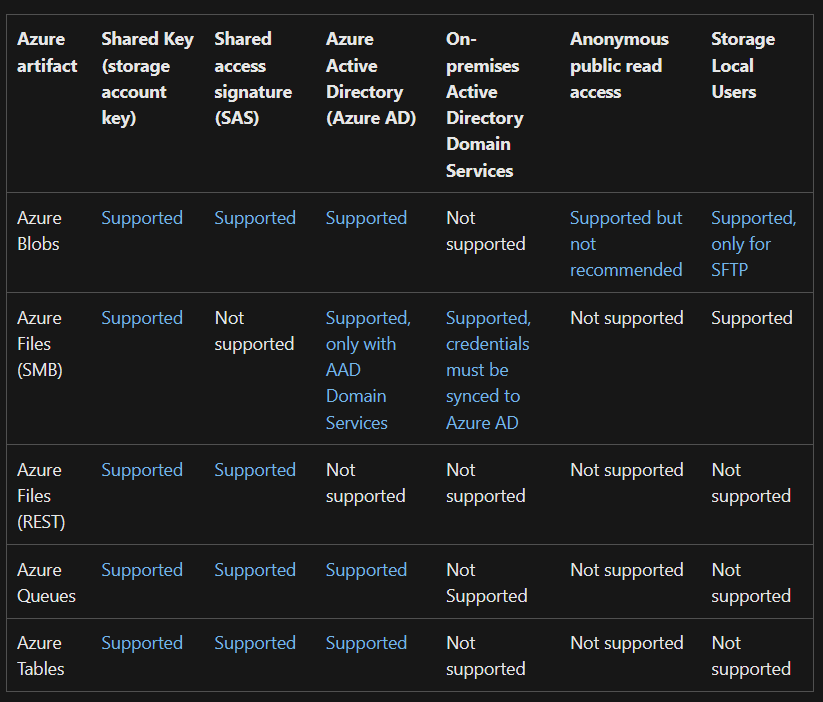 Azure artifact
Shared Key (storage account key)
Shared access signature (SAS)
Azure Active Directory (Azure AD)
On-premises Active Directory Domain Services
Anonymous public read access
Storage Local Users
Azure Blobs
Supported
Supported
Supported
Not supported
Supported but not recommended
Supported, only for SFTP
Azure Files (SMB)
Supported
Not supported
Supported, only with AAD Domain Services
Supported, credentials must be synced to Azure AD
Not supported
Supported
Azure Files (REST)
Supported
Supported
Not supported
Not supported
Not supported
Not supported
Azure Queues
Supported
Supported
Supported
Not Supported
Not supported
Not supported
Azure Tables
Supported
Supported
Supported
Not supported
Not supported
Not supported